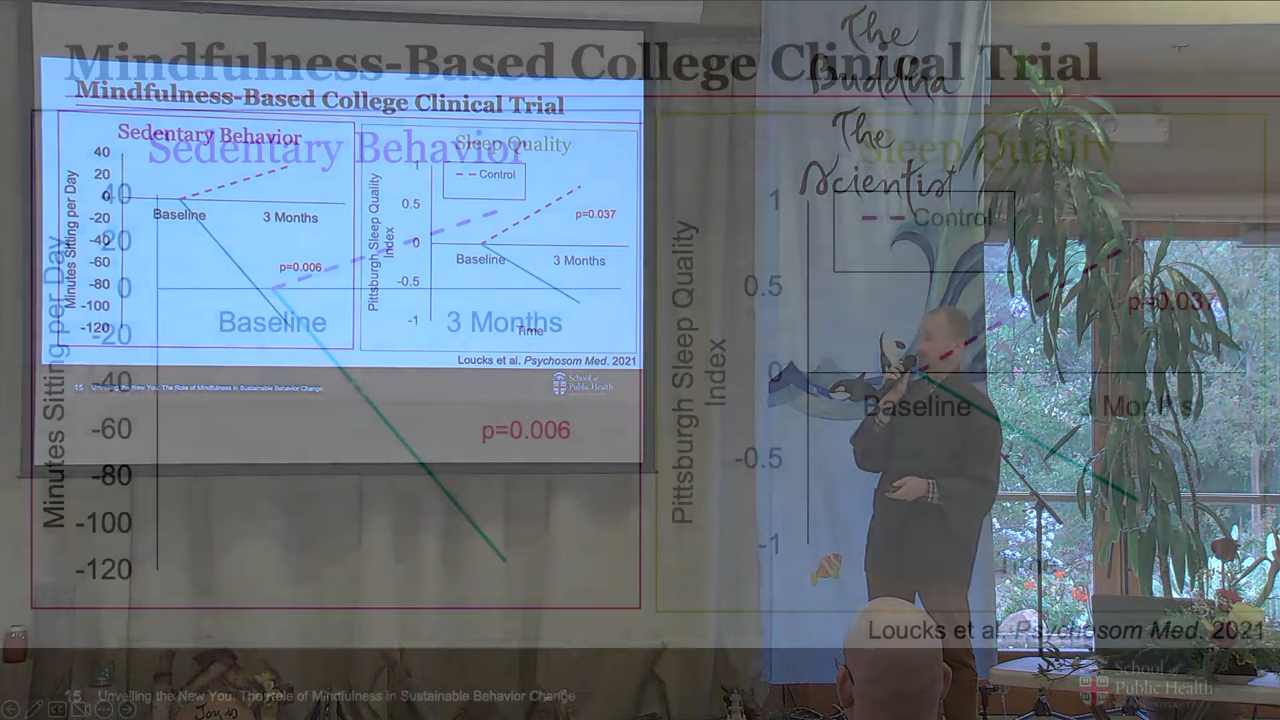 Mindfulness-Based College Clinical Trial
Sedentary Behavior
Sleep Quality
40
20
0
-20
-40
-60
-80
-100
-120
Minutes Sitting per Day
Baseline
3 Months
p=0.006
Pittsburgh Sleep Quality
Index
1
0.5
0
-0.5
-1
Control
p=0.037
Baseline
3 Months
Time
Loucks et al. Psychosom Med. 2021
15 Unveiling the New You: The Role of Mindfulness in Sustainable Behavior Change
School of
Public Health
The
Buddha
The
Scientist
Mindfulness-Based College Clinical Trial
Sedentary Behavior
Sleep Quality
40
20
0
-20
-40
-60
-80
-100
-120
Minutes Sitting per Day
Baseline
3 Months
p=0.006
Pittsburgh Sleep Quality
Index
1
0.5
0
-0.5
-1
Control
p=0.037
Baseline
3 Months
Loucks et al. Psychosom Med. 2021
15 Unveiling the New You: The Role of Mindfulness in Sustainable Behavior Change
School of
Public Health